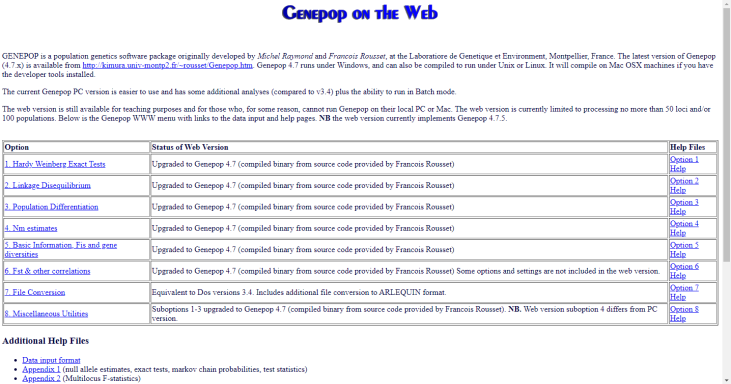 Genepop on the Web
GENEPOP is a population genetics software package originally developed by Michel Raymond and Francois Rousset, at the Laboratiore de Genetique et Environment, Montpellier, France. The latest version of Genepop
(4.7.x) is available from http://kimura.univ-montp2.fr/~rousset/Genepop.htm. Genepop 4.7 runs under Windows, and can also be compiled to run under Unix or Linux. It will compile on Mac OSX machines if you have
the developer tools installed.
The current Genepop PC version is easier to use and has some additional analyses (compared to v3.4) plus the ability to run in Batch mode.
The web version is still available for teaching purposes and for those who, for some reason, cannot run Genepop on their local PC or Mac. The web version is currently limited to processing no more than 50 loci and/or
100 populations. Below is the Genepop WWW menu with links to the data input and help pages. NB the web version currently implements Genepop 4.7.5.
Option Status of Web Version Help Files
1. Hardy Weinberg Exact Tests Upgraded to Genepop 4.7 (compiled binary from source code provided by Francois Rousset) Option 1
Help
2. Linkage Disequilibrium Upgraded to Genepop 4.7 (compiled binary from source code provided by Francois Rousset) Option 2
Help
3. Population Differentiation Upgraded to Genepop 4.7 (compiled binary from source code provided by Francois Rousset) Option 3
Help
4. Nm estimates Upgraded to Genepop 4.7 (compiled binary from source code provided by Francois Rousset) Option 4
Help
5. Basic Information, Fis and gene
diversities Upgraded to Genepop 4.7 (compiled binary from source code provided by Francois Rousset) Option 5
Help
6. Fst & other correlations Upgraded to Genepop 4.7 (compiled binary from source code provided by Francois Rousset) Some options and settings are not included in the web version. Option 6
Help
7. File Conversion Equivalent to Dos versions 3.4. Includes additional file conversion to ARLEQUIN format. Option 7
Help
8. Miscellaneous Utilities Suboptions 1-3 upgraded to Genepop 4.7 (compiled binary from source code provided by Francois Rousset). NB. Web version suboption 4 differs from PC
version. Option 8
Help
Additional Help Files
Data input format
Appendix 1 (null allele estimates, exact tests, markov chain probabilities, test statistics)
Appendix 2 (Multilocus F-statistics)